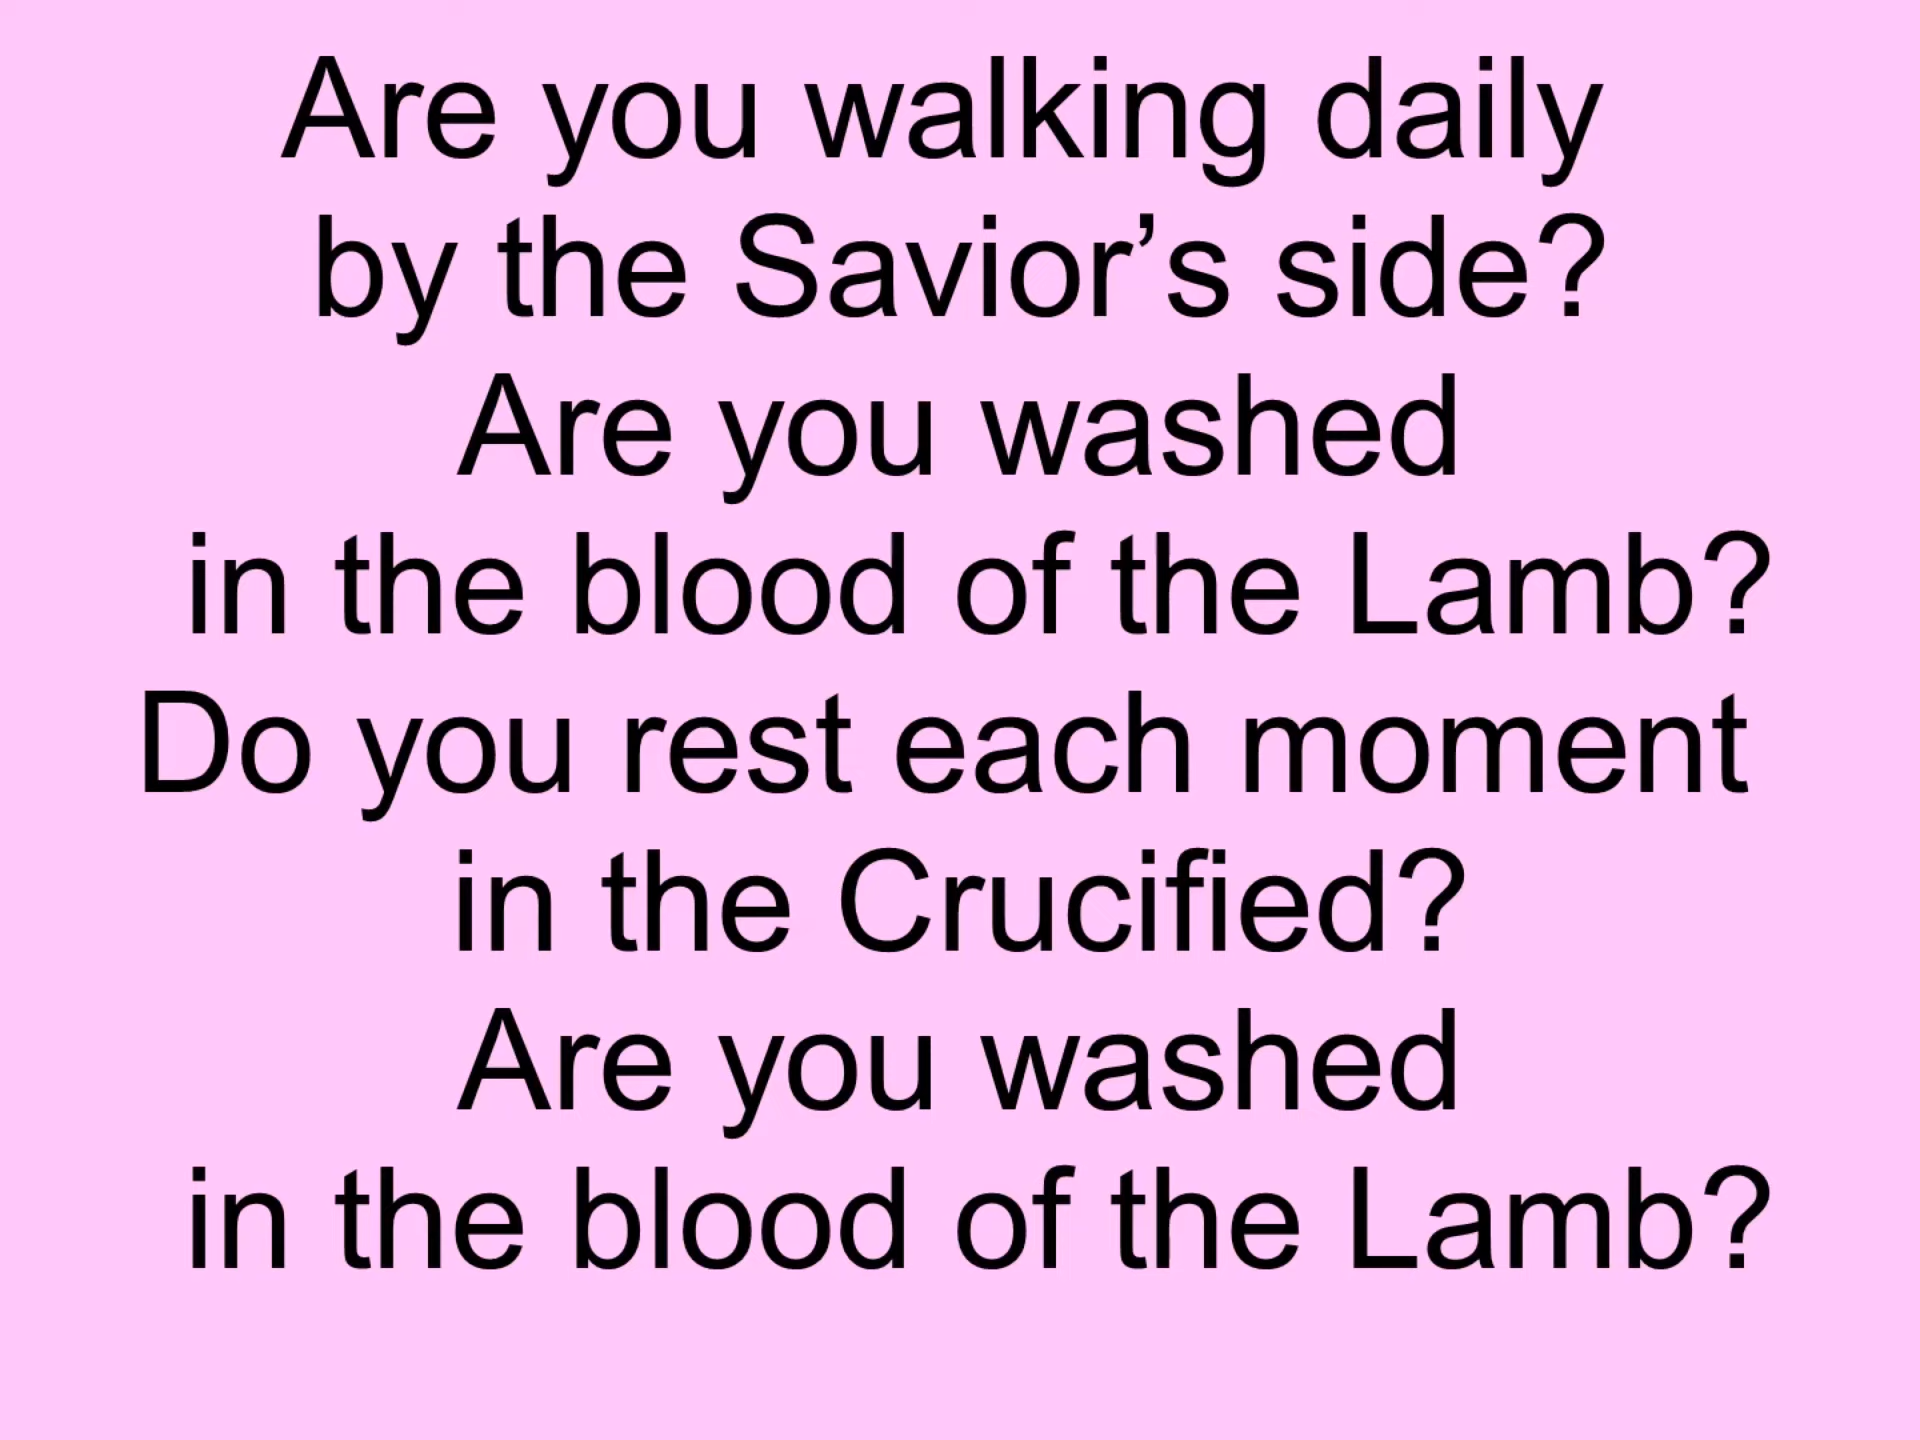 Are you walking daily
by the Savior’s side?
Are you washed
in the blood of the Lamb?
Do you rest each moment
in the Crucified?
Are you washed
in the blood of the Lamb?